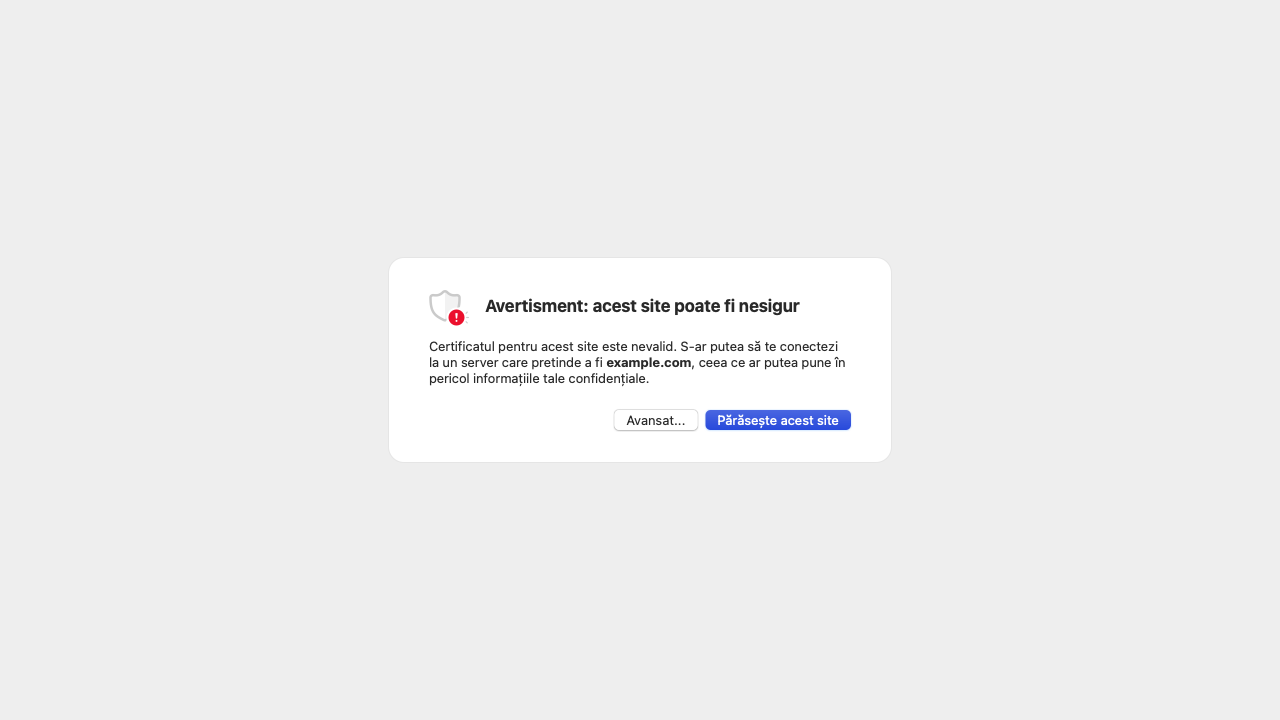 Avertisment: acest site poate fi nesigur
Certificatul pentru acest site este nevalid. S-ar putea să te conectezi
la un server care pretinde a fi example.com, ceea ce ar putea pune în
pericol informațiile tale confidențiale.
Avansat... Părăsește acest site